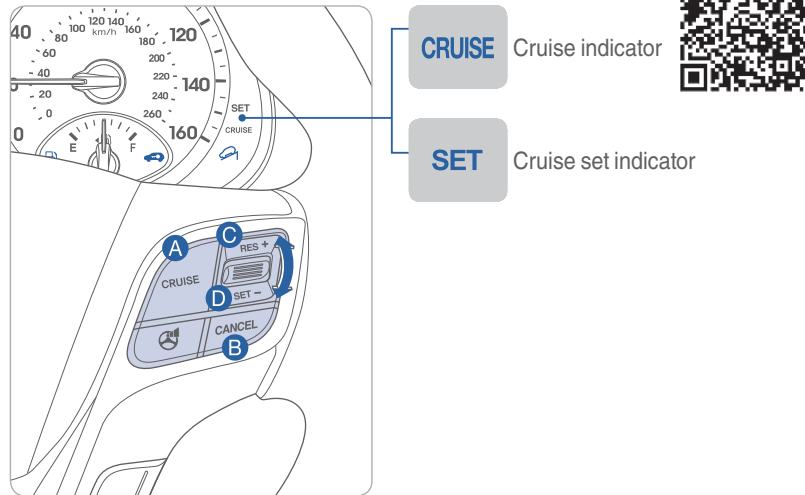 40
60
80
100
120
140
160
180
200
220
240
260
km/h
40
20
0
120
140
160
40
0
E
F
SET
CRUISE
CRUISE
Cruise indicator
SET
Cruise set indicator
A
C
RES +
CRUISE
D
SET −
CANCEL
B